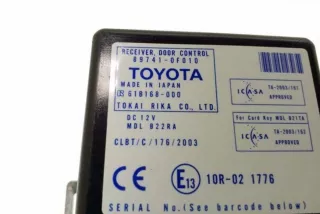 RECEIVER, DOOR CONTROL
89741-0F010
TOYOTA
MADE IN JAPAN
618168-000
TOKAI RIKA CO., LTD.
DC 12V
MDL B22RA
CLBT/C/176/2003
ICASA
TA-2003/161
APPROVED
For Card Key MDL B21TA
ICASA
TA-2003/163
APPROVED
CE E13 10R-02 1776
SERIAL No.(See barcode below)